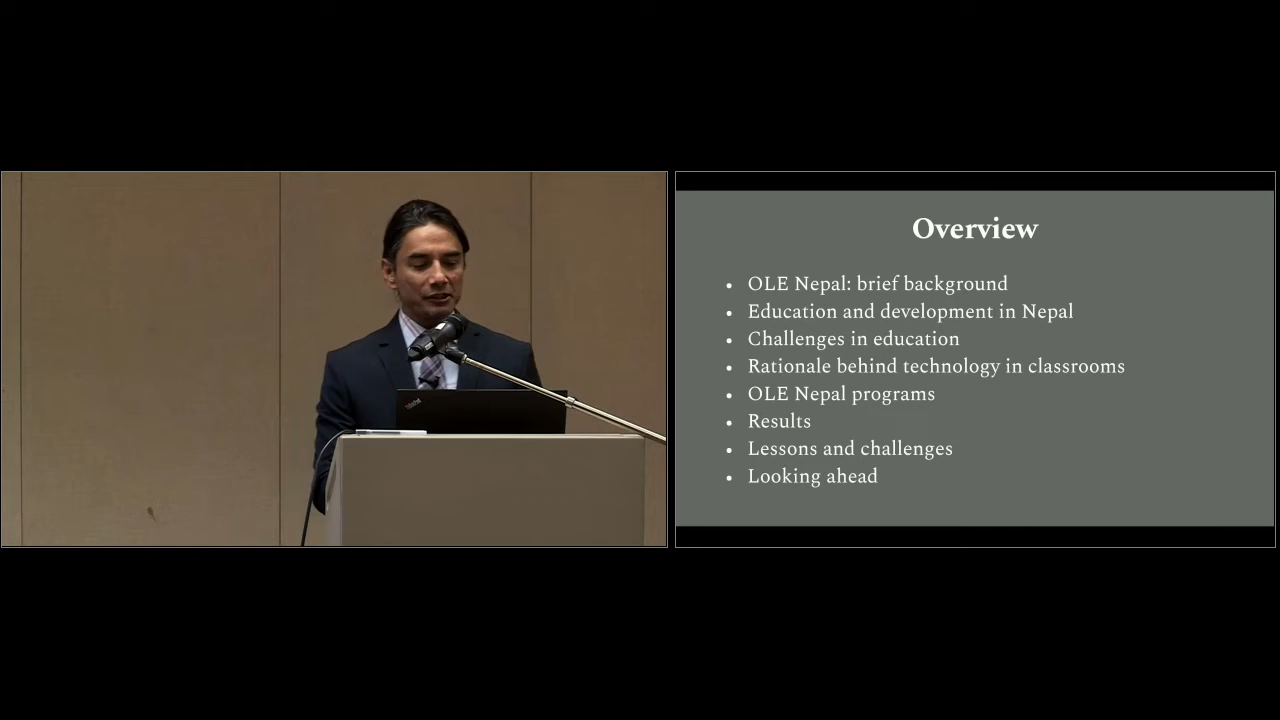 Overview
OLE Nepal: brief background
Education and development in Nepal
Challenges in education
Rationale behind technology in classrooms
OLE Nepal programs
Results
Lessons and challenges
Looking ahead